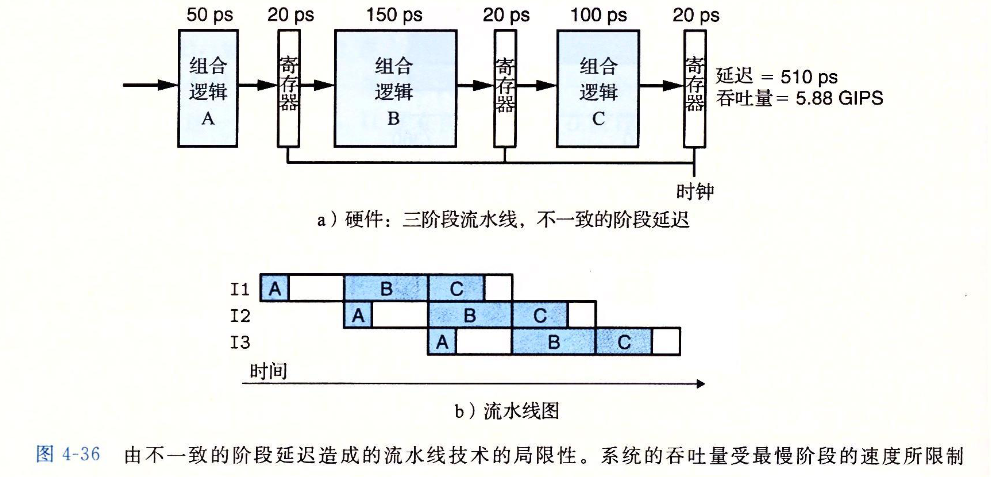 50 ps 20 ps 150 ps 20 ps 100 ps 20 ps
组合逻辑A
寄存器
组合逻辑B
寄存器
组合逻辑C
寄存器
延迟 = 510 ps
吞吐量 = 5.88 GIPS
时钟
a）硬件：三阶段流水线，不一致的阶段延迟
I1 A B C
I2 A B C
I3 A B C
时间
b）流水线图
图 4-36 由不一致的阶段延迟造成的流水线技术的局限性。系统的吞吐量受最慢阶段的速度所限制